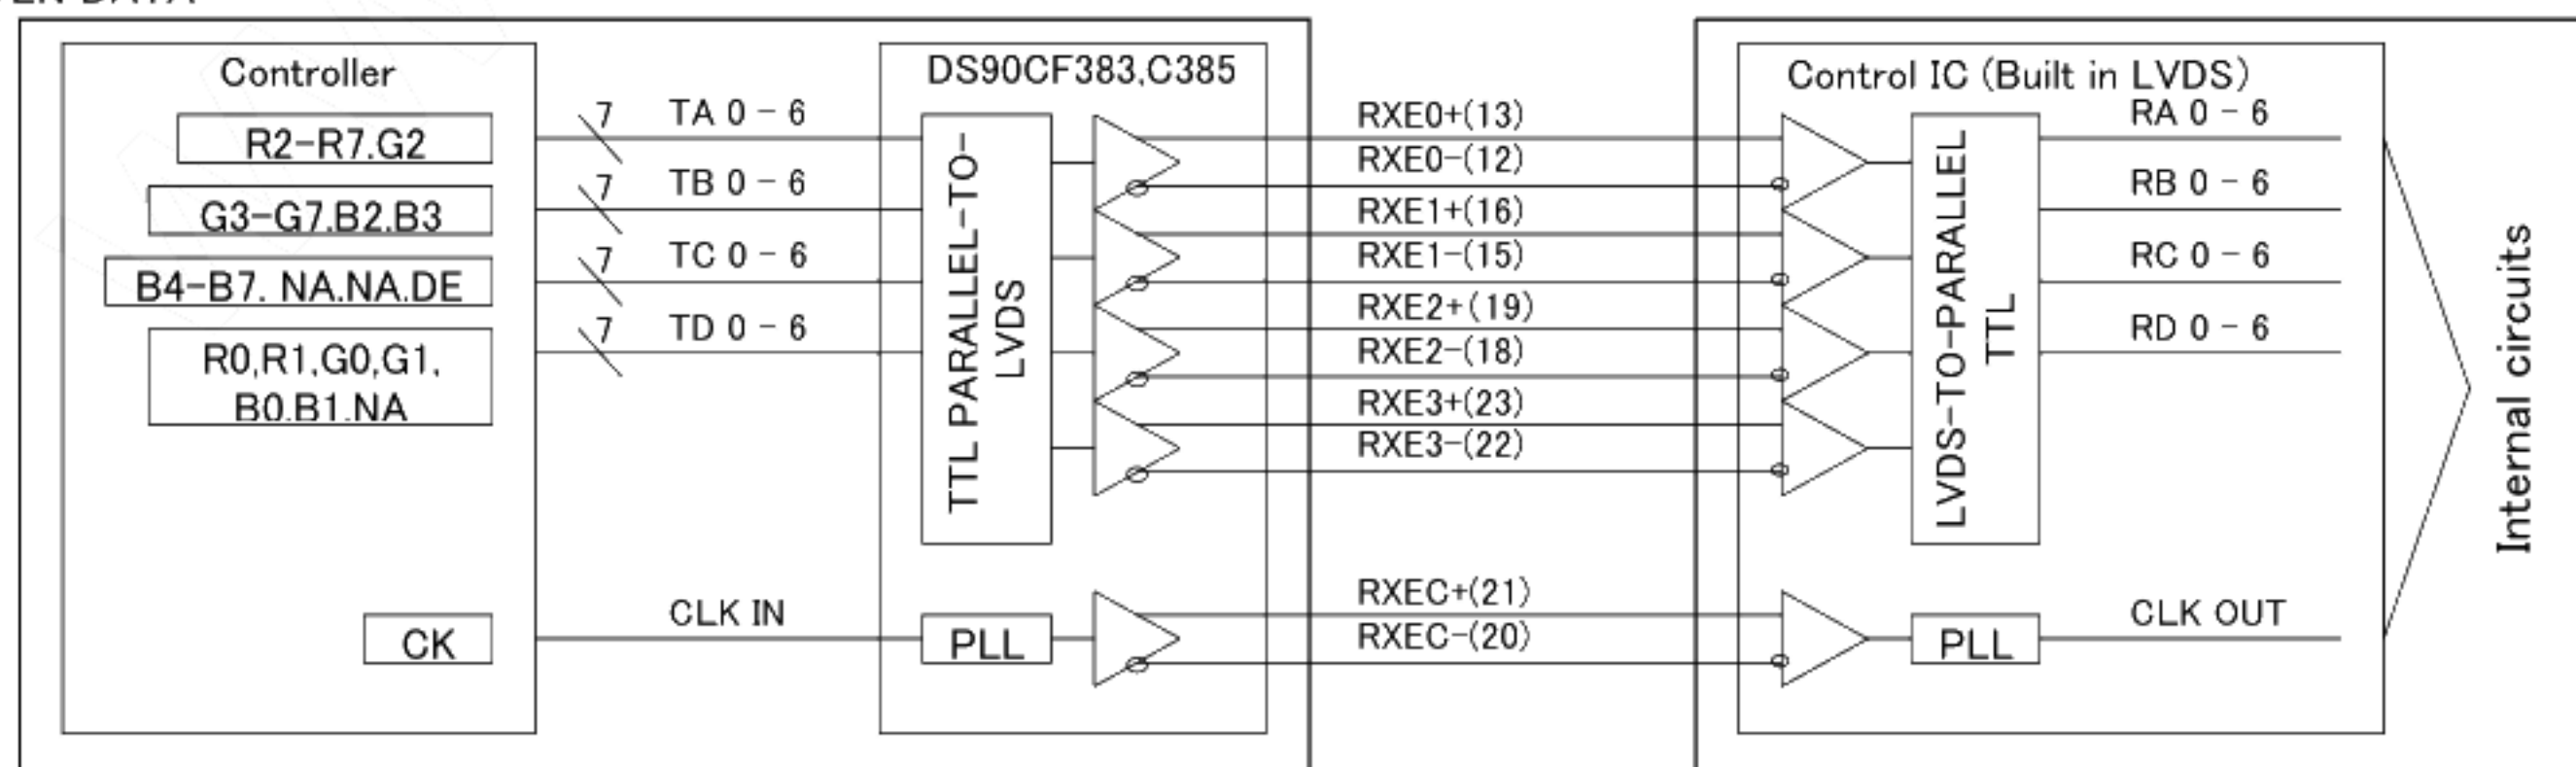 Controller
R2-R7.G2
G3-G7.B2.B3
B4-B7. NA.NA.DE
R0,R1,G0,G1,
B0.B1.NA
CK
7 TA 0 - 6
7 TB 0 - 6
7 TC 0 - 6
7 TD 0 - 6
CLK IN
DS90CF383,C385
TTL PARALLEL-TO-
LVDS
PLL
RXE0+(13)
RXE0-(12)
RXE1+(16)
RXE1-(15)
RXE2+(19)
RXE2-(18)
RXE3+(23)
RXE3-(22)
RXEC+(21)
RXEC-(20)
Control IC (Built in LVDS)
LVDS-TO-PARALLEL
TTL
PLL
RA 0 - 6
RB 0 - 6
RC 0 - 6
RD 0 - 6
CLK OUT
Internal circuits